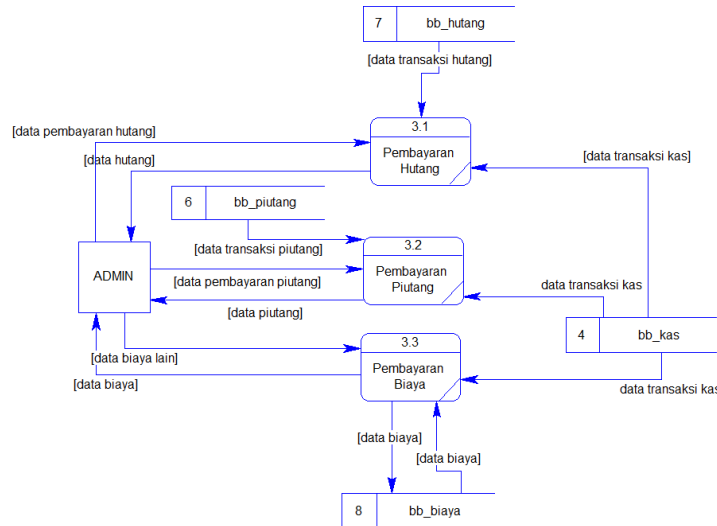 7 bb_hutang
[data transaksi hutang]
3.1
[data pembayaran hutang]
Pembayaran
Hutang
[data hutang]
[data transaksi kas]
6 bb_piutang
3.2
[data transaksi piutang]
ADMIN
Pembayaran
Piutang
[data pembayaran piutang]
data transaksi kas
[data piutang]
4 bb_kas
3.3
[data biaya lain]
Pembayaran
Biaya
[data biaya]
data transaksi kas
[data biaya]
[data biaya]
8 bb_biaya